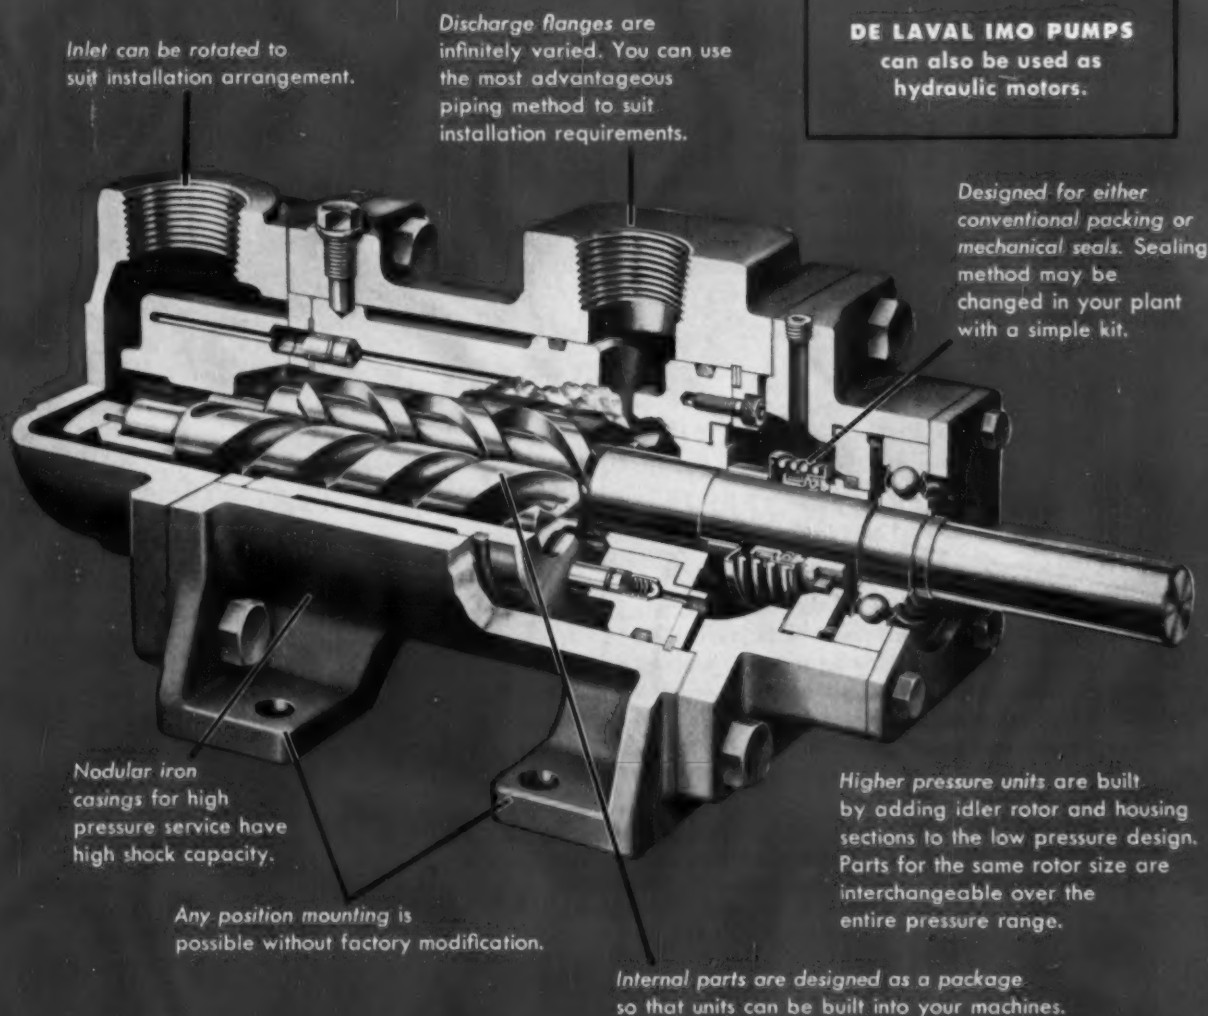 Inlet can be rotated to
suit installation arrangement.
Discharge flanges are
infinitely varied. You can use
the most advantageous
piping method to suit
installation requirements.
DE LAVAL IMO PUMPS
can also be used as
hydraulic motors.
Designed for either
conventional packing or
mechanical seals. Sealing
method may be
changed in your plant
with a simple kit.
Nodular iron
casings for high
pressure service have
high shock capacity.
Any position mounting is
possible without factory modification.
Higher pressure units are built
by adding idler rotor and housing
sections to the low pressure design.
Parts for the same rotor size are
interchangeable over the
entire pressure range.
Internal parts are designed as a package
so that units can be built into your machines.